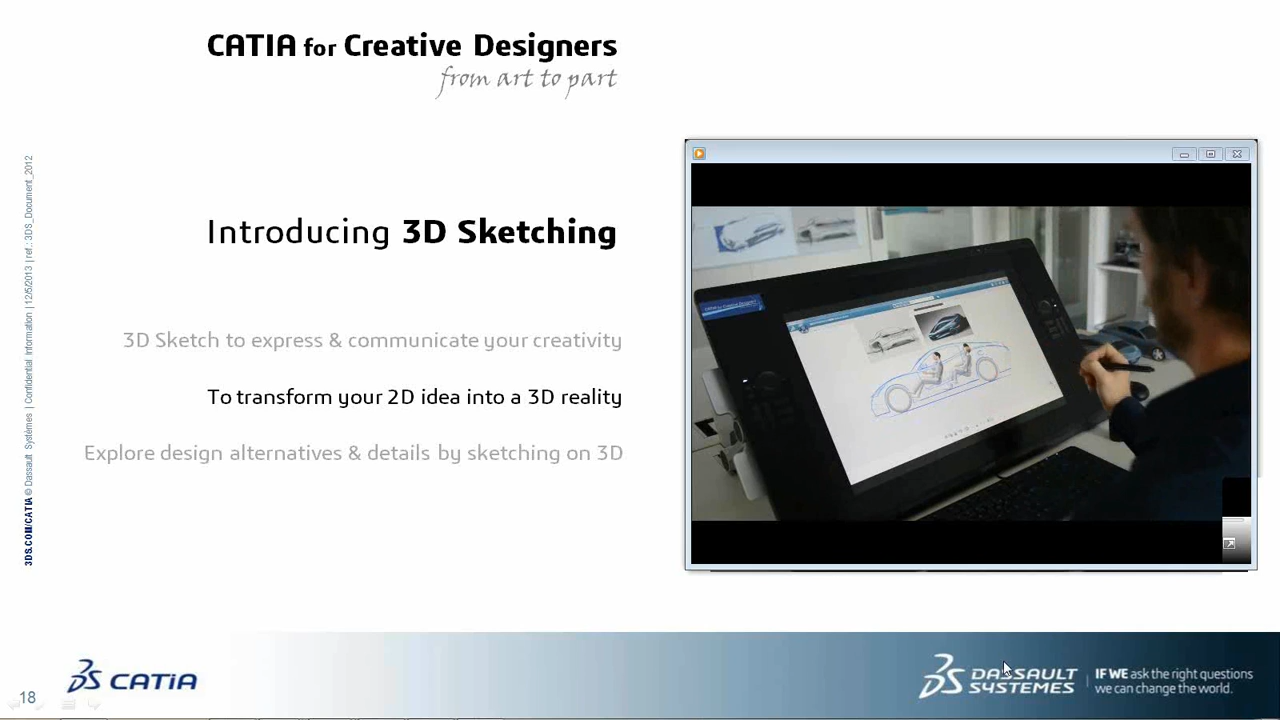 CATIA for Creative Designers
from art to part
Introducing 3D Sketching
3D Sketch to express & communicate your creativity
To transform your 2D idea into a 3D reality
Explore design alternatives & details by sketching on 3D
3DS.COM/CATIA © Dassault Systèmes | Confidential Information | 12/5/2013 | ref.: 3DS_Document_2012
18
CATIA
DASSAULT
SYSTEMES
IF WE ask the right questions
we can change the world.